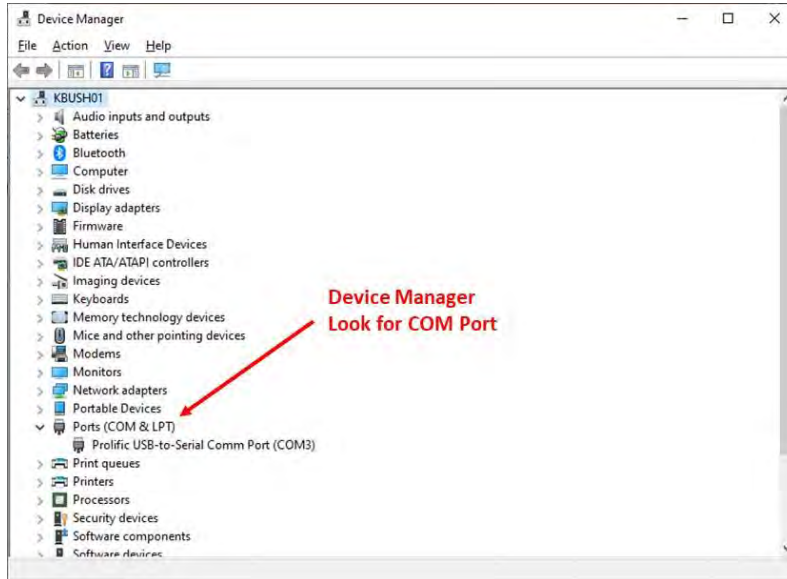 Device Manager
File Action View Help
KBUSH01
Audio inputs and outputs
Batteries
Bluetooth
Computer
Disk drives
Display adapters
Firmware
Human Interface Devices
IDE ATA/ATAPI controllers
Imaging devices
Keyboards
Memory technology devices
Mice and other pointing devices
Modems
Monitors
Network adapters
Portable Devices
Ports (COM & LPT)
Prolific USB-to-Serial Comm Port (COM3)
Print queues
Printers
Processors
Security devices
Software components
Software devices
Device Manager
Look for COM Port